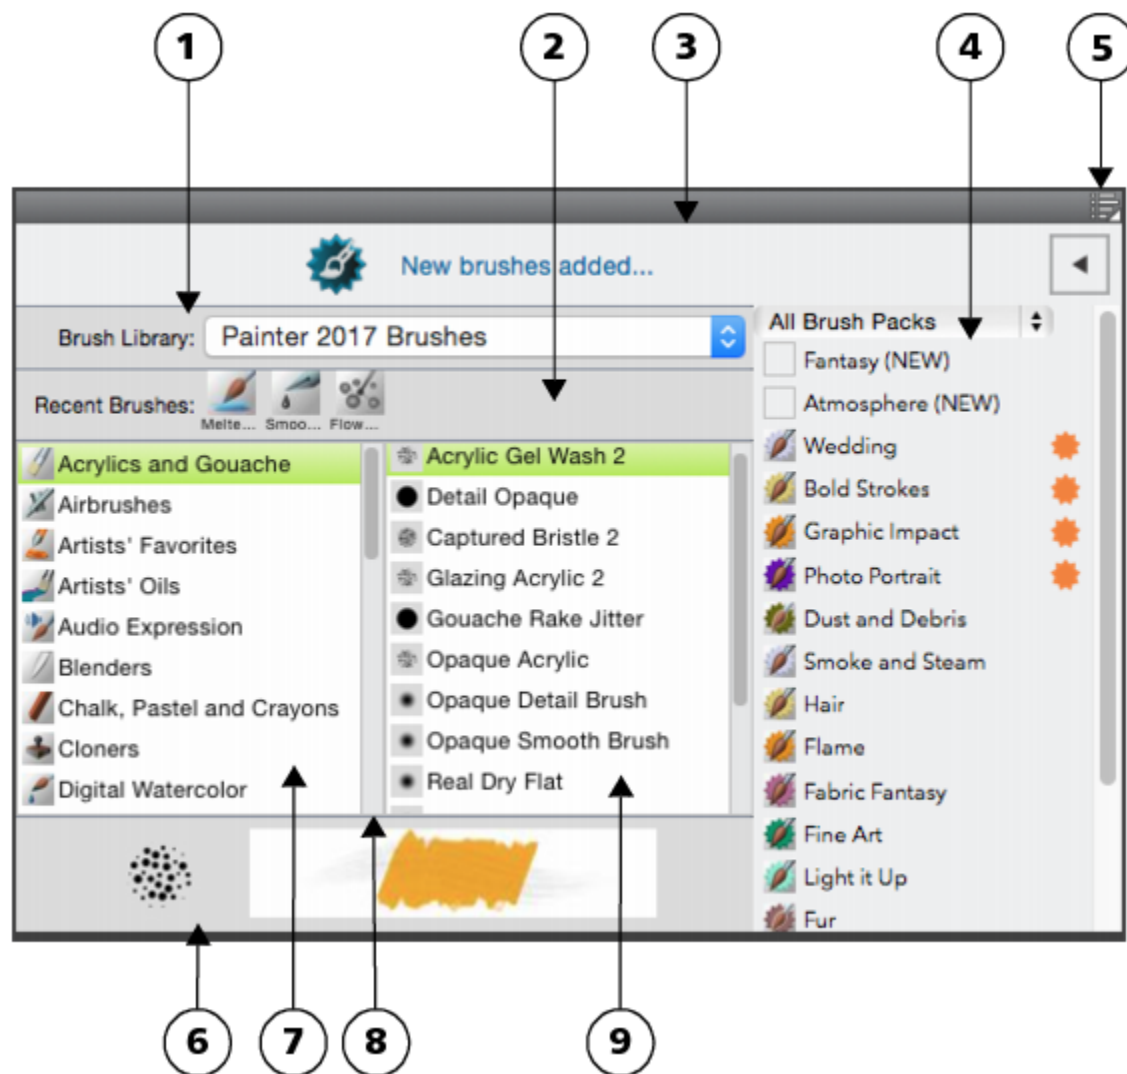 1 2 3 4 5
New brushes added...
Brush Library: Painter 2017 Brushes
Recent Brushes:
Melte... Smoo... Flow...
Acrylics and Gouache
Airbrushes
Artists' Favorites
Artists' Oils
Audio Expression
Blenders
Chalk, Pastel and Crayons
Cloners
Digital Watercolor
Acrylic Gel Wash 2
Detail Opaque
Captured Bristle 2
Glazing Acrylic 2
Gouache Rake Jitter
Opaque Acrylic
Opaque Detail Brush
Opaque Smooth Brush
Real Dry Flat
All Brush Packs
Fantasy (NEW)
Atmosphere (NEW)
Wedding
Bold Strokes
Graphic Impact
Photo Portrait
Dust and Debris
Smoke and Steam
Hair
Flame
Fabric Fantasy
Fine Art
Light it Up
Fur
6 7 8 9